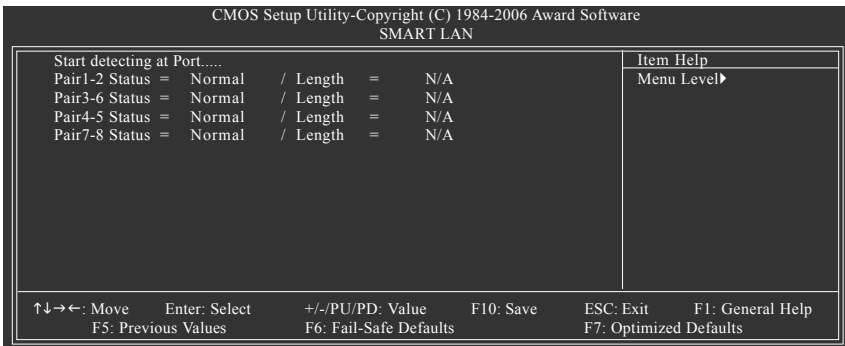 CMOS Setup Utility-Copyright (C) 1984-2006 Award Software
SMART LAN
Start detecting at Port.....
Pair1-2 Status = Normal / Length = N/A
Pair3-6 Status = Normal / Length = N/A
Pair4-5 Status = Normal / Length = N/A
Pair7-8 Status = Normal / Length = N/A
Item Help
Menu Level▶
↑↓→←: Move Enter: Select +/-/PU/PD: Value F10: Save ESC: Exit F1: General Help
F5: Previous Values F6: Fail-Safe Defaults F7: Optimized Defaults